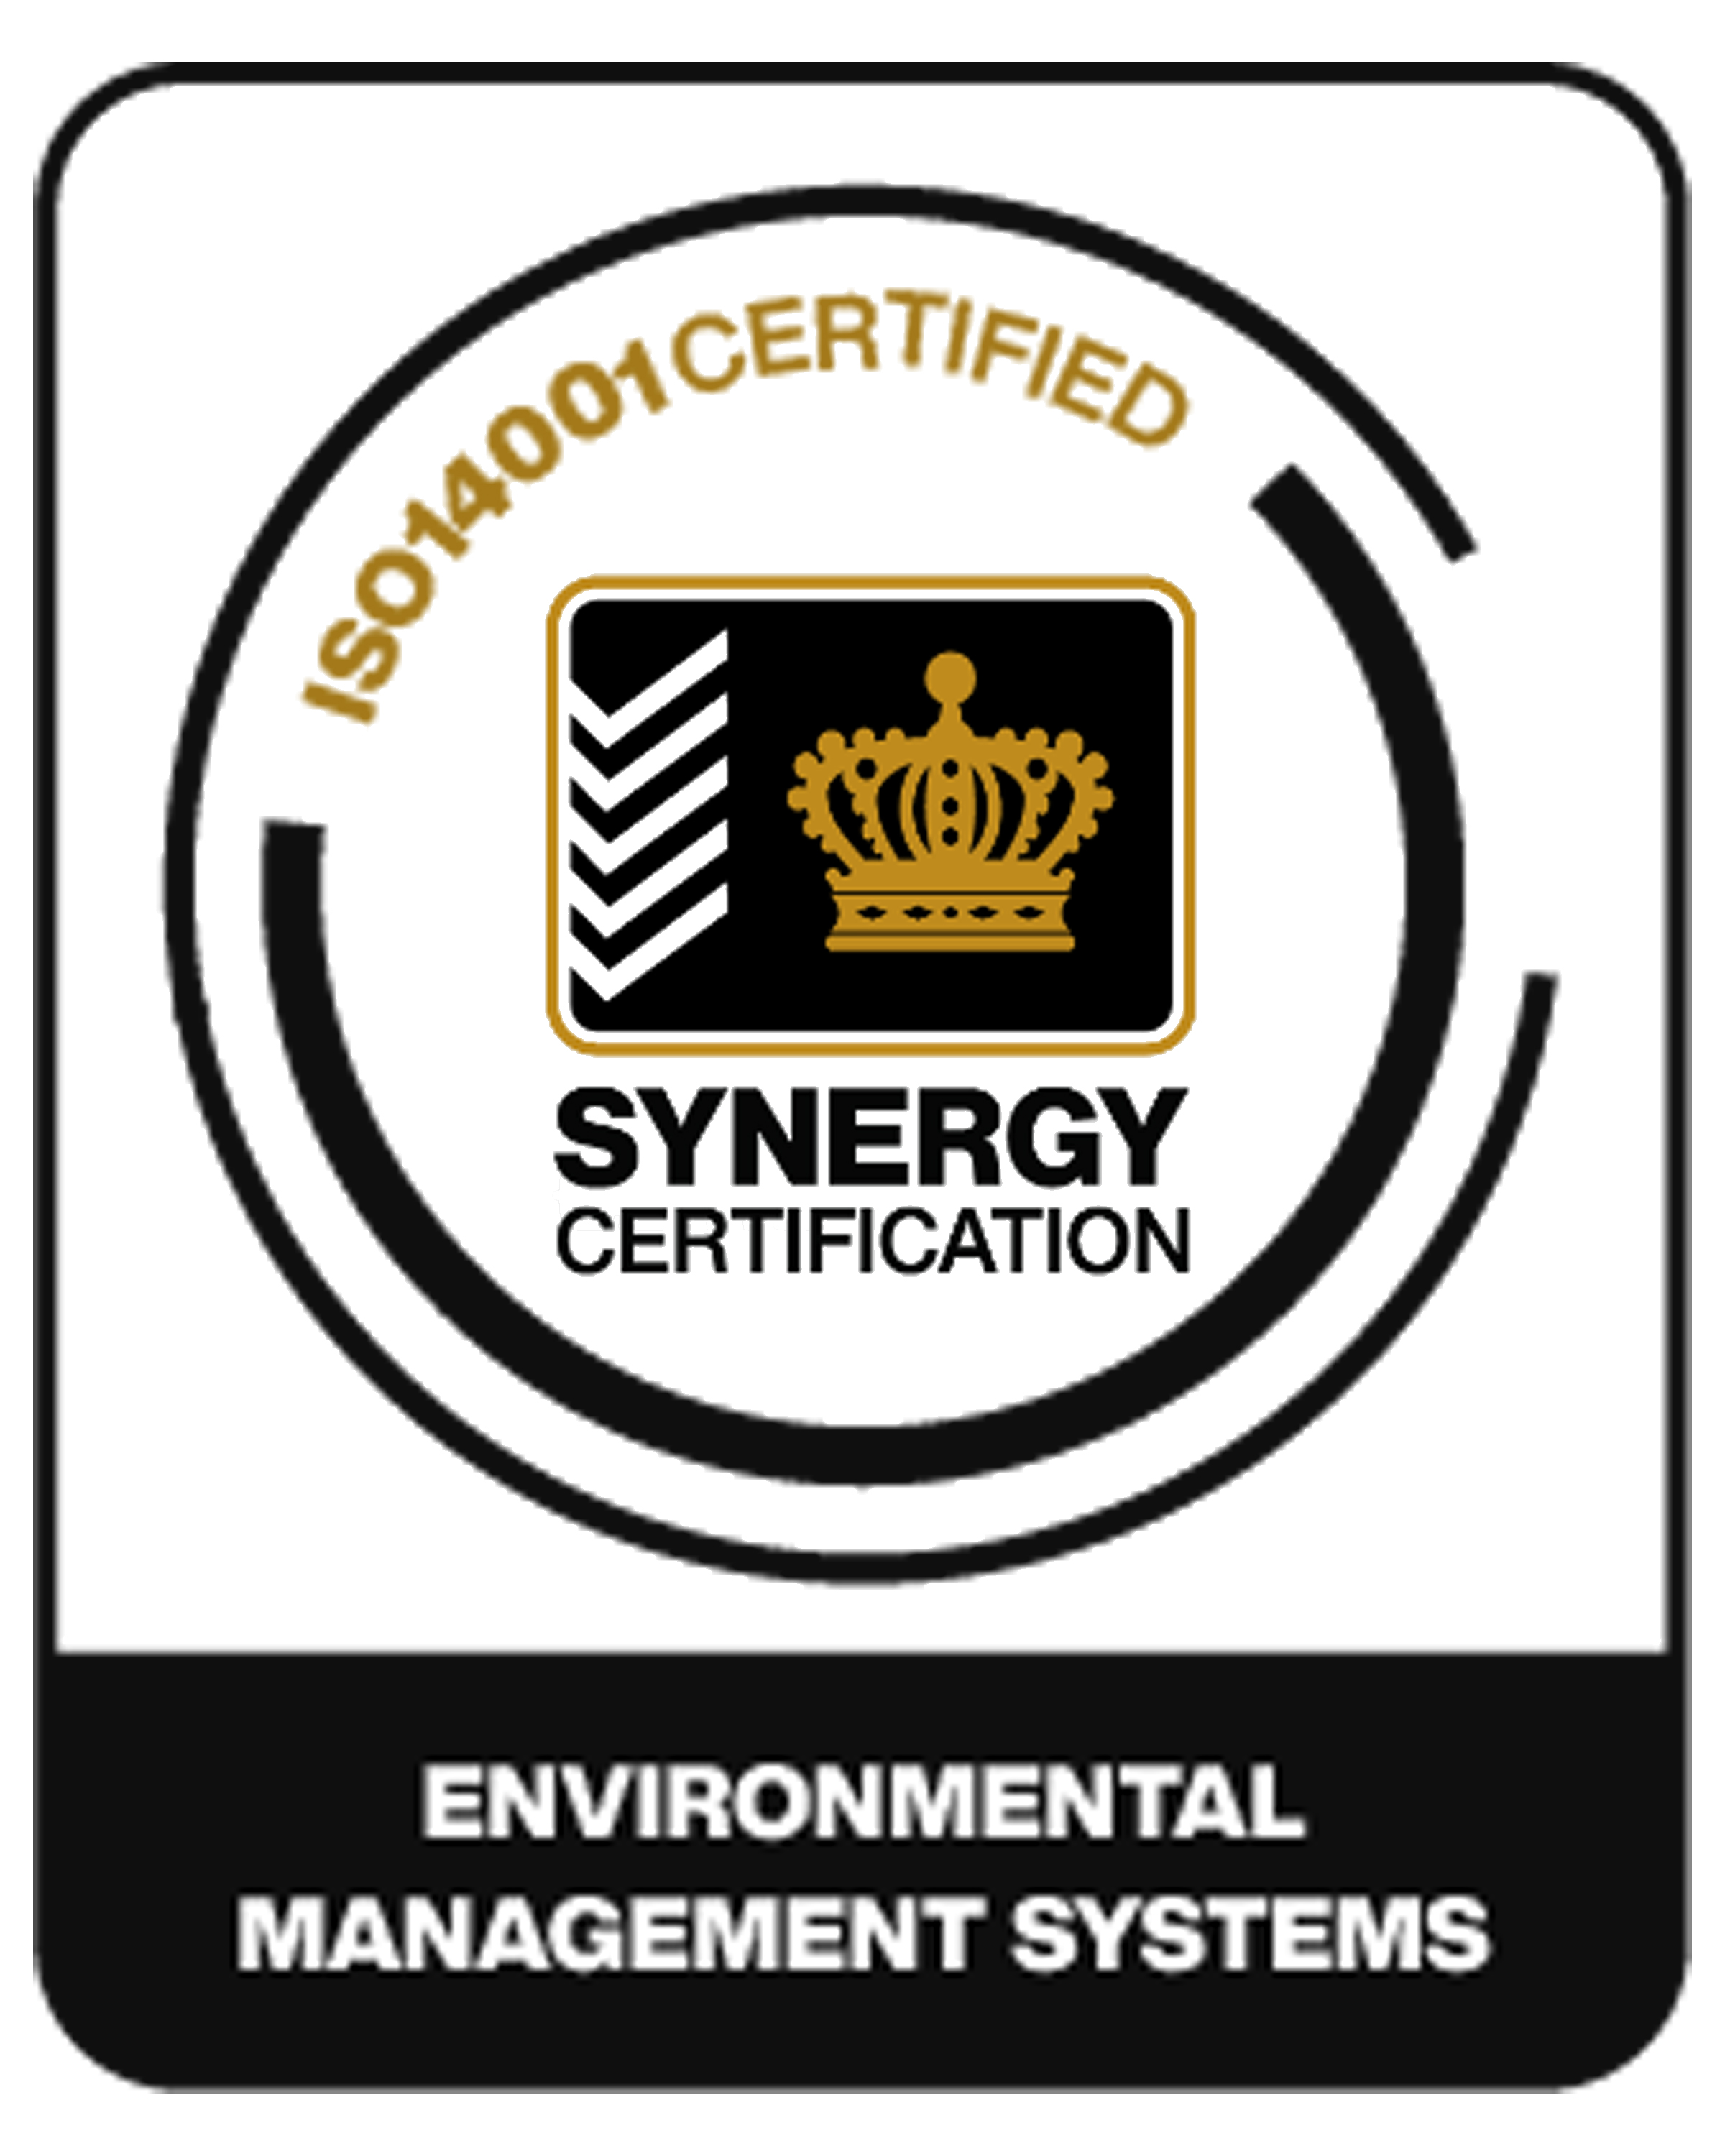 ISO14001CERTIFIED
SYNERGY
CERTIFICATION
ENVIRONMENTAL
MANAGEMENT SYSTEMS